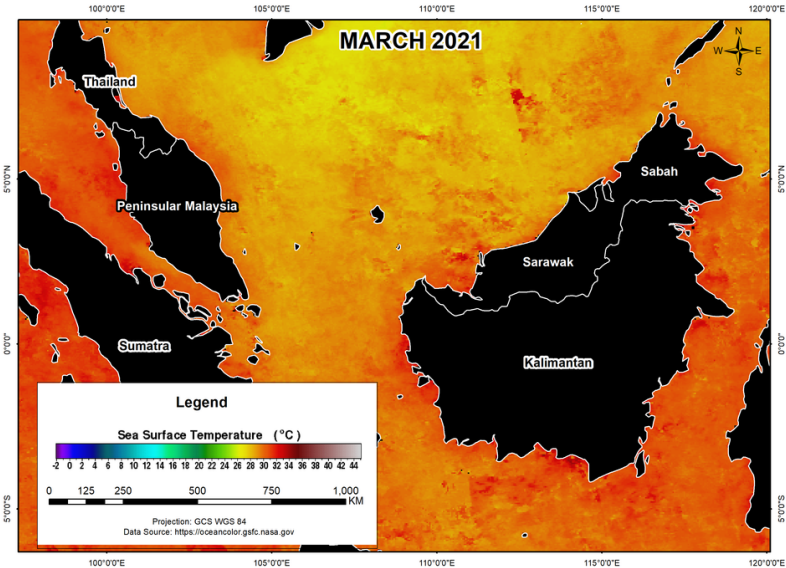 100°0'0"E 105°0'0"E 110°0'0"E 115°0'0"E 120°0'0"E
MARCH 2021
N
W E
S
Thailand
5°0'0"N 5°0'0"N
Sabah
Peninsular Malaysia
Sarawak
0°0'0" 0°0'0"
Sumatra
Kalimantan
Legend
Sea Surface Temperature (°C)
-2 0 2 4 6 8 10 12 14 16 18 20 22 24 26 28 30 32 34 36 38 40 42 44
0 125 250 500 750 1,000
KM
5°0'0"S 5°0'0"S
Projection: GCS WGS 84
Data Source: https://oceancolor.gsfc.nasa.gov
100°0'0"E 105°0'0"E 110°0'0"E 115°0'0"E 120°0'0"E